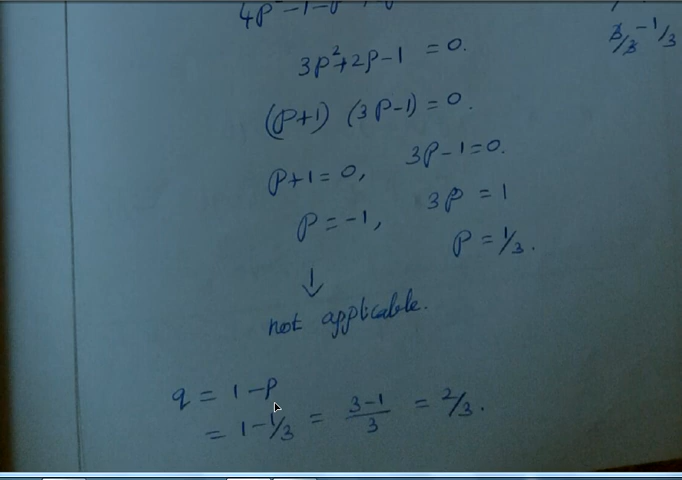 3p²+2p-1 = 0.
(p+1) (3p-1) = 0.
p+1 = 0, 3p-1 = 0.
3p = 1
p = -1,
p = 1/3.
↓
not applicable.
q = 1-p
= 1-1/3 = 3-1/3 = 2/3.